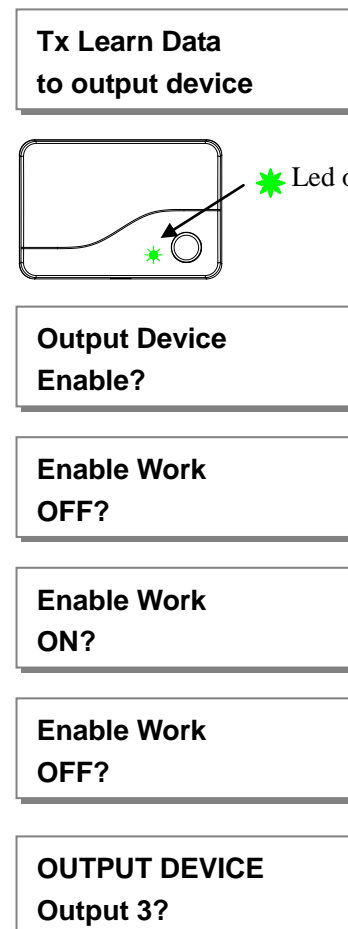 Tx Learn Data
to output device
Led
Output Device
Enable?
Enable Work
OFF?
Enable Work
ON?
Enable Work
OFF?
OUTPUT DEVICE
Output 3?